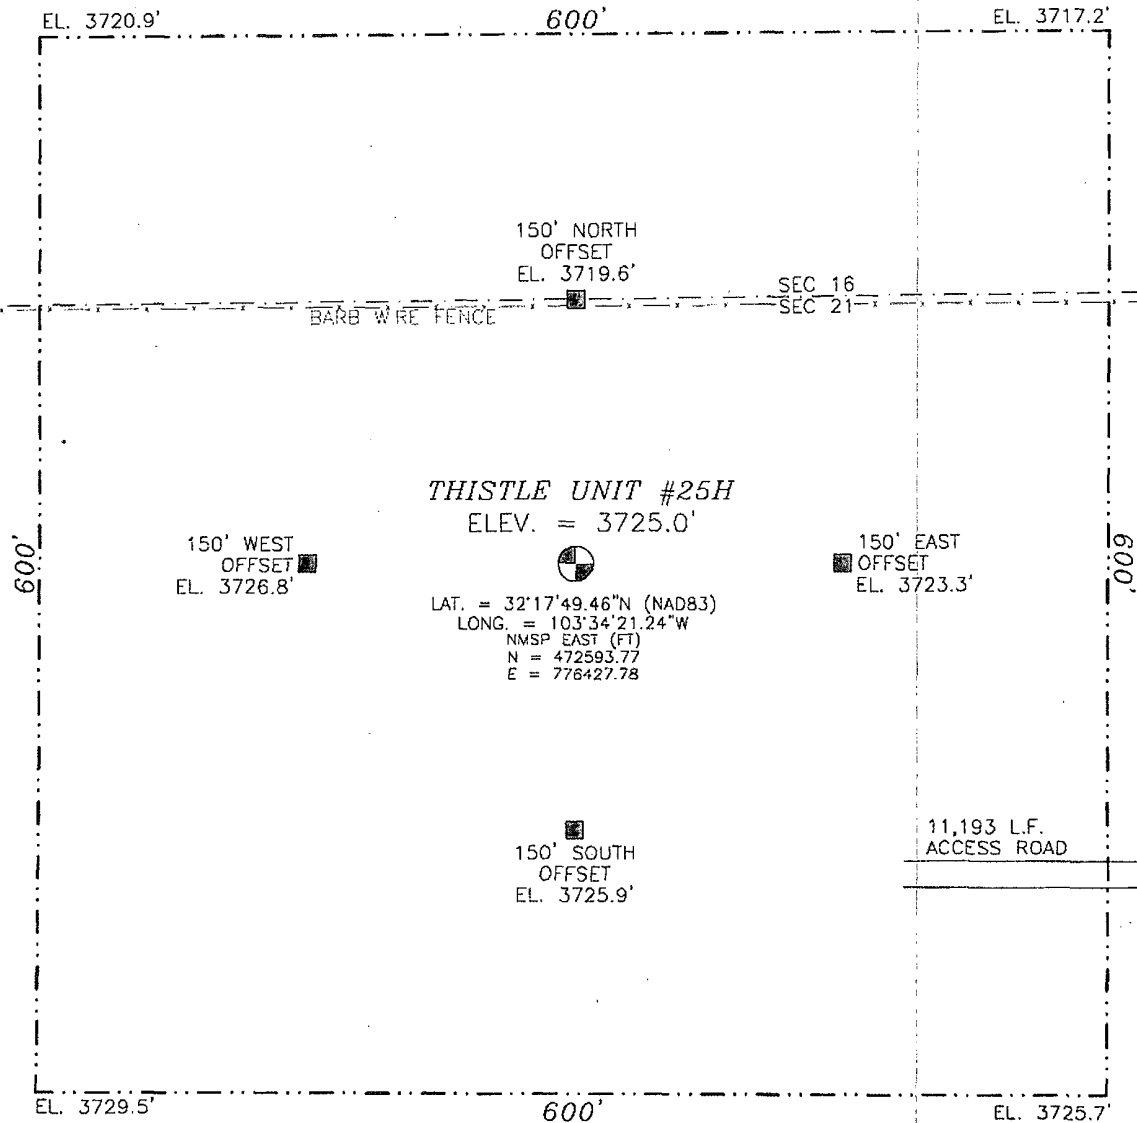 EL. 3720.9'
600'
EL. 3717.2'
150' NORTH
OFFSET
EL. 3719.6'
SEC 16
SEC 21
BARB WIRE FENCE
THISTLE UNIT #25H
ELEV. = 3725.0'
150' WEST
OFFSET
EL. 3726.8'
150' EAST
OFFSET
EL. 3723.3'
600'
600'
LAT. = 32°17'49.46"N (NAD83)
LONG. = 103°34'21.24"W
NMSP EAST (FT)
N = 472593.77
E = 776427.78
150' SOUTH
OFFSET
EL. 3725.9'
11,193 L.F.
ACCESS ROAD
EL. 3729.5'
600'
EL. 3725.7'